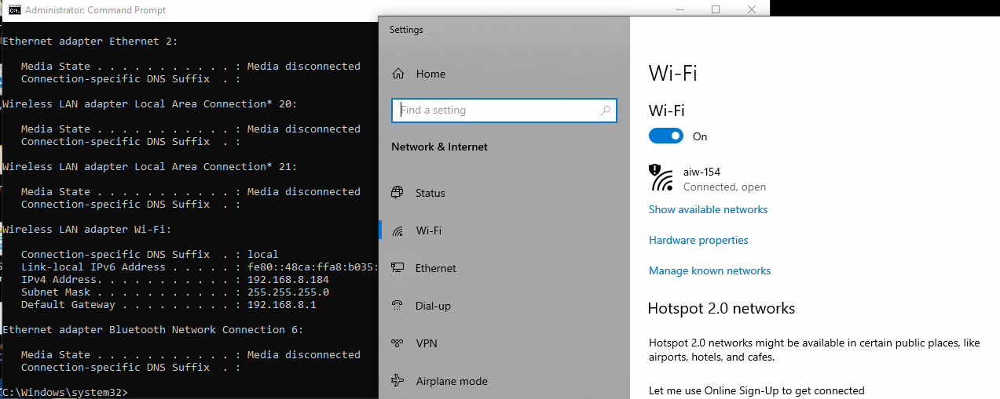 Administrator: Command Prompt
Ethernet adapter Ethernet 2:
Media State . . . . . . . . . . . : Media disconnected
Connection-specific DNS Suffix  . :
Wireless LAN adapter Local Area Connection* 20:
Media State . . . . . . . . . . . : Media disconnected
Connection-specific DNS Suffix  . :
Wireless LAN adapter Local Area Connection* 21:
Media State . . . . . . . . . . . : Media disconnected
Connection-specific DNS Suffix  . :
Wireless LAN adapter Wi-Fi:
Connection-specific DNS Suffix  . : local
Link-local IPv6 Address . . . . . : fe80::48ca:ffa8:b035:
IPv4 Address. . . . . . . . . . . : 192.168.8.184
Subnet Mask . . . . . . . . . . . : 255.255.255.0
Default Gateway . . . . . . . . . : 192.168.8.1
Ethernet adapter Bluetooth Network Connection 6:
Media State . . . . . . . . . . . : Media disconnected
Connection-specific DNS Suffix  . :
C:\Windows\system32>
Settings
Home
Find a setting
Network & Internet
Status
Wi-Fi
Ethernet
Dial-up
VPN
Airplane mode
Wi-Fi
Wi-Fi
On
aiw-154
Connected, open
Show available networks
Hardware properties
Manage known networks
Hotspot 2.0 networks
Hotspot 2.0 networks might be available in certain public places, like
airports, hotels, and cafes.
Let me use Online Sign-Up to get connected